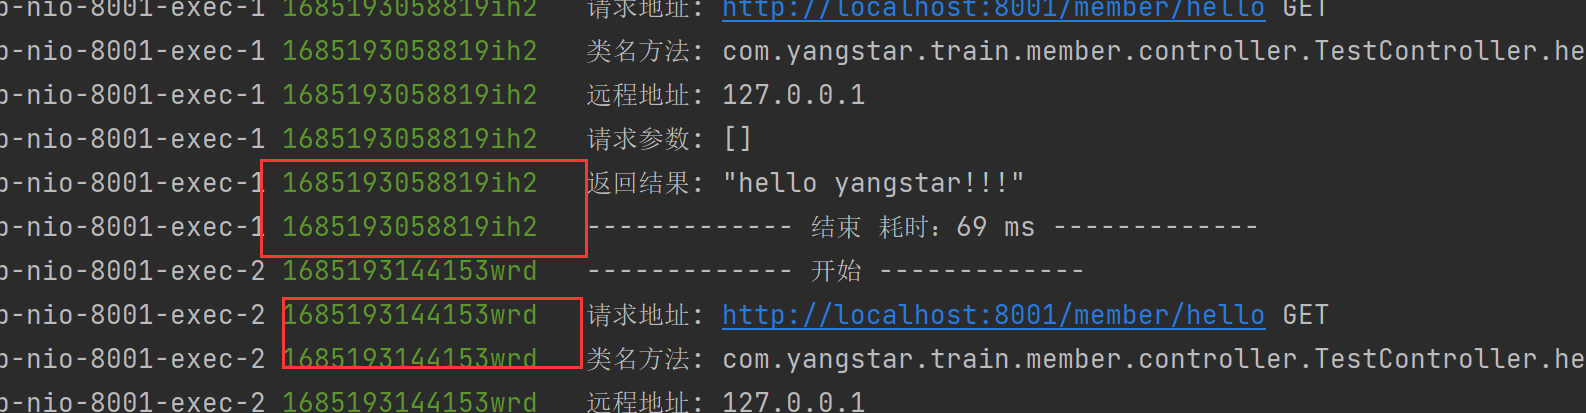 p-nio-8001-exec-1 1685193058819ih2 请求地址: http://localhost:8001/member/hello GET
p-nio-8001-exec-1 1685193058819ih2 类名方法: com.yangstar.train.member.controller.TestController.he
p-nio-8001-exec-1 1685193058819ih2 远程地址: 127.0.0.1
p-nio-8001-exec-1 1685193058819ih2 请求参数: []
p-nio-8001-exec-1 1685193058819ih2 返回结果: "hello yangstar!!!"
p-nio-8001-exec-1 1685193058819ih2 ------------- 结束 耗时：69 ms -------------
p-nio-8001-exec-2 1685193144153wrd ------------- 开始 -------------
p-nio-8001-exec-2 1685193144153wrd 请求地址: http://localhost:8001/member/hello GET
p-nio-8001-exec-2 1685193144153wrd 类名方法: com.yangstar.train.member.controller.TestController.he
p-nio-8001-exec-2 1685193144153wrd 远程地址: 127.0.0.1